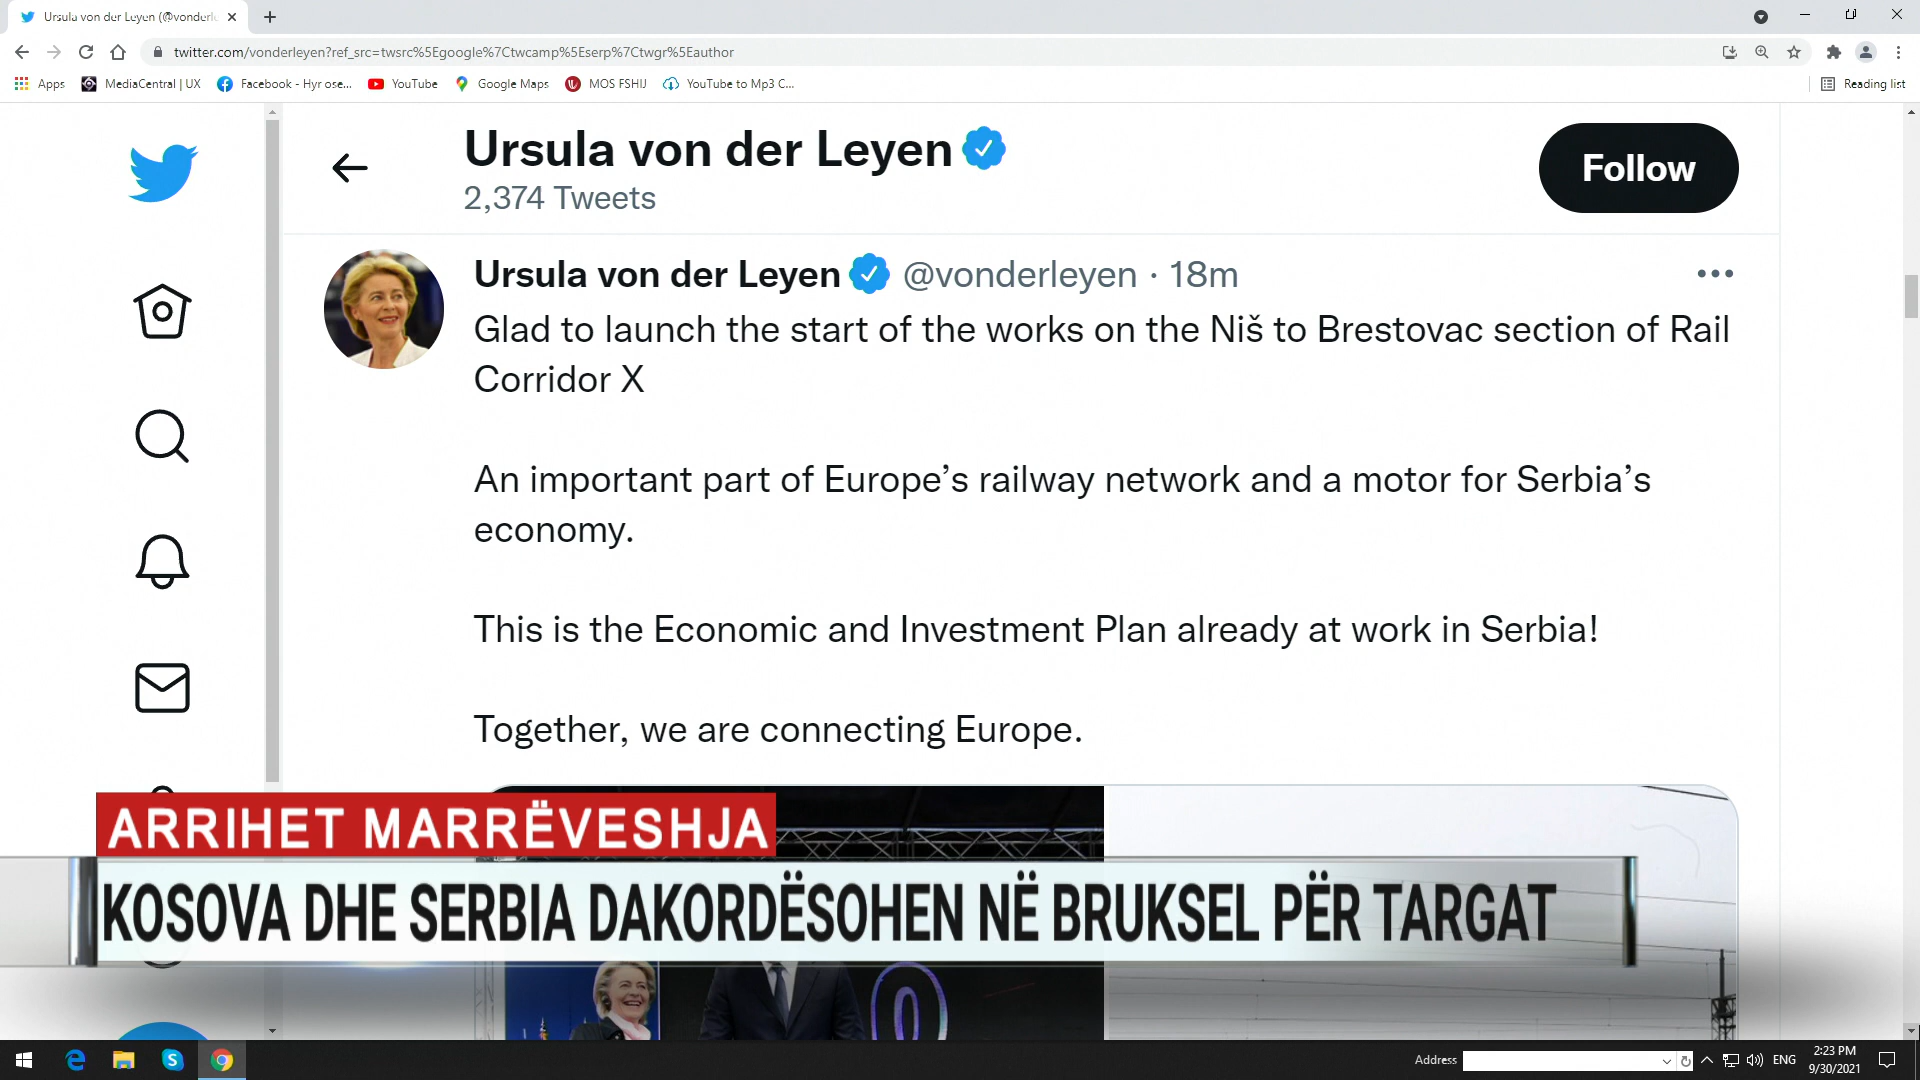 Ursula von der Leyen (@vonderle
twitter.com/vonderleyen?ref_src=twsrc%5Egoogle%7Ctwcamp%5Eserp%7Ctwgr%5Eauthor
Apps MediaCentral | UX Facebook - Hyr ose... YouTube Google Maps MOS FSHIJ YouTube to Mp3 C... Reading list
Ursula von der Leyen
2,374 Tweets
Follow
Ursula von der Leyen @vonderleyen · 18m
Glad to launch the start of the works on the Niš to Brestovac section of Rail
Corridor X
An important part of Europe’s railway network and a motor for Serbia’s
economy.
This is the Economic and Investment Plan already at work in Serbia!
Together, we are connecting Europe.
ARRIHET MARRËVESHJA
KOSOVA DHE SERBIA DAKORDËSOHEN NË BRUKSEL PËR TARGAT
Address ENG 2:23 PM
9/30/2021